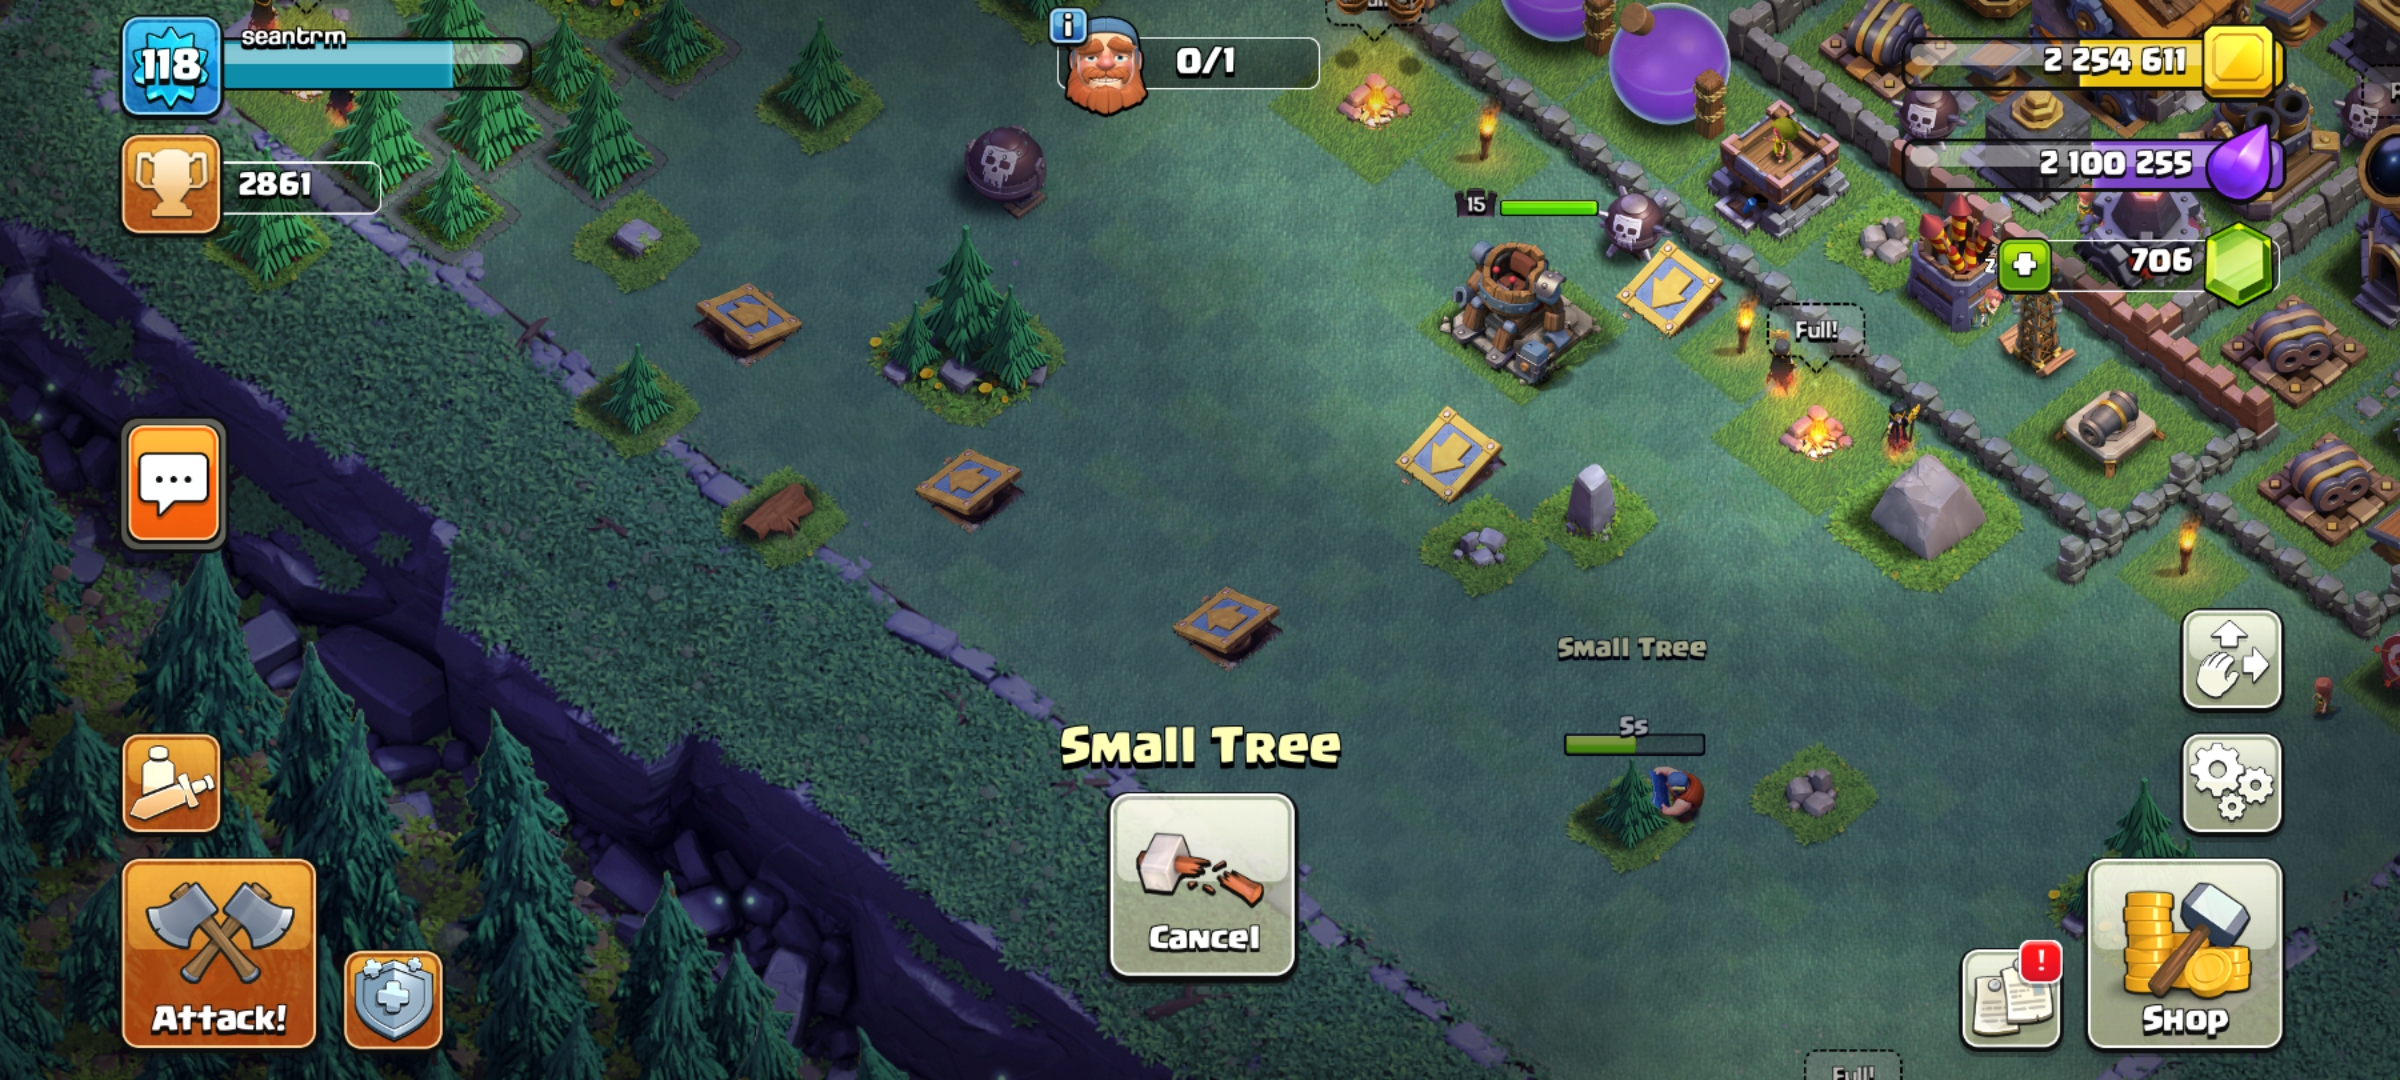 seantrm
118
0/1
2 254 611
2861
2 100 255
15
706
Full!
Small Tree
5s
Small Tree
Cancel
Attack!
Shop
Full!